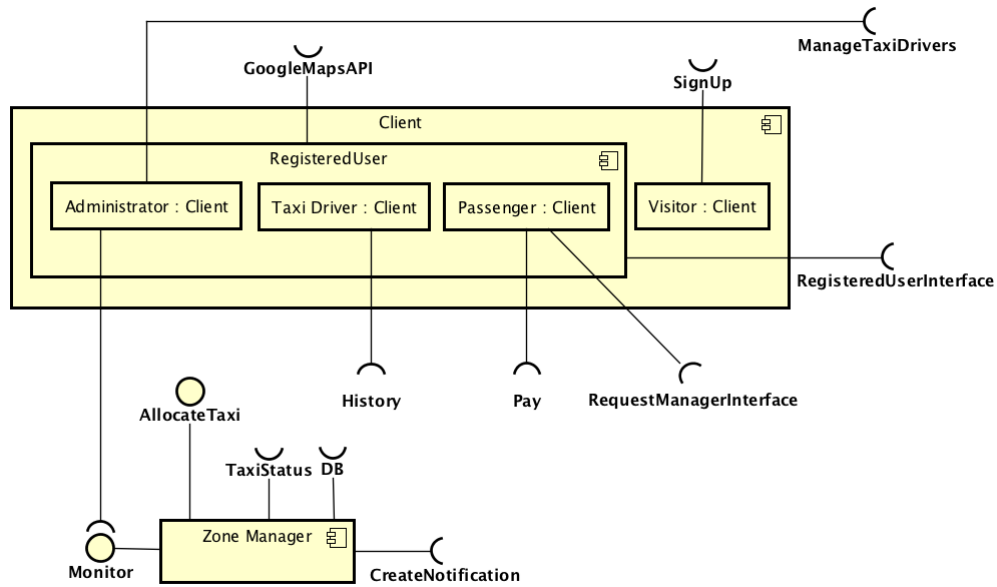 ManageTaxiDrivers
GoogleMapsAPI
SignUp
Client
RegisteredUser
Administrator : Client
Taxi Driver : Client
Passenger : Client
Visitor : Client
RegisteredUserInterface
History
Pay
RequestManagerInterface
AllocateTaxi
TaxiStatus
DB
Zone Manager
Monitor
CreateNotification